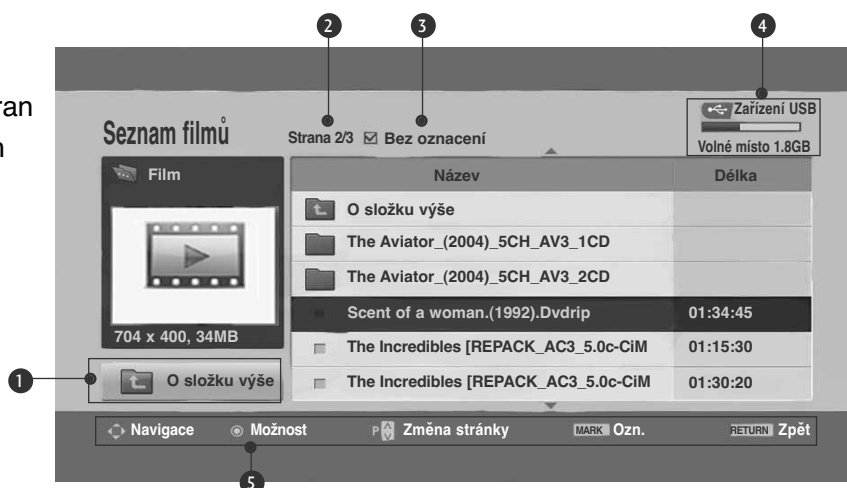 2 3 4
ran
n
Seznam filmů
Strana 2/3 Bez oznacení
Zařízení USB
Volné místo 1.8GB
Film
Název Délka
O složku výše
The Aviator_(2004)_5CH_AV3_1CD
The Aviator_(2004)_5CH_AV3_2CD
Scent of a woman.(1992).Dvdrip 01:34:45
704 x 400, 34MB
The Incredibles [REPACK_AC3_5.0c-CiM 01:15:30
1 O složku výše
The Incredibles [REPACK_AC3_5.0c-CiM 01:30:20
Navigace Možnost P Změna stránky MARK Ozn. RETURN Zpět
5